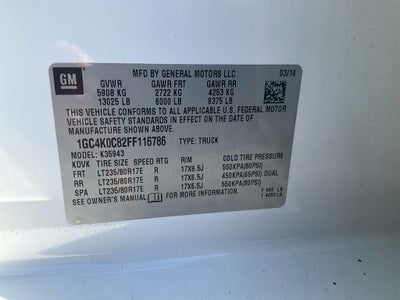 GM
MFD BY GENERAL MOTORS LLC 03/14
GVWR GAWR FRT GAWR RR
5908 KG 2722 KG 4253 KG
13025 LB 6000 LB 9375 LB
THIS VEHICLE CONFORMS TO ALL APPLICABLE U.S. FEDERAL MOTOR
VEHICLE SAFETY STANDARDS IN EFFECT ON THE DATE OF
MANUFACTURE SHOWN ABOVE.
1GC4K0C82FF116786 TYPE: TRUCK
MODEL: K35943
KDVK TIRE SIZE SPEED RTG RIM COLD TIRE PRESSURE
FRT LT235/80R17E R 17X6.5J 550KPA(80PSI)
RR LT235/80R17E R 17X6.5J 450KPA(65PSI) DUAL
SPA LT235/80R17E R 17X6.5J 550KPA(80PSI)
SEE OWNER'S MANUAL FOR MORE INFORMATION.